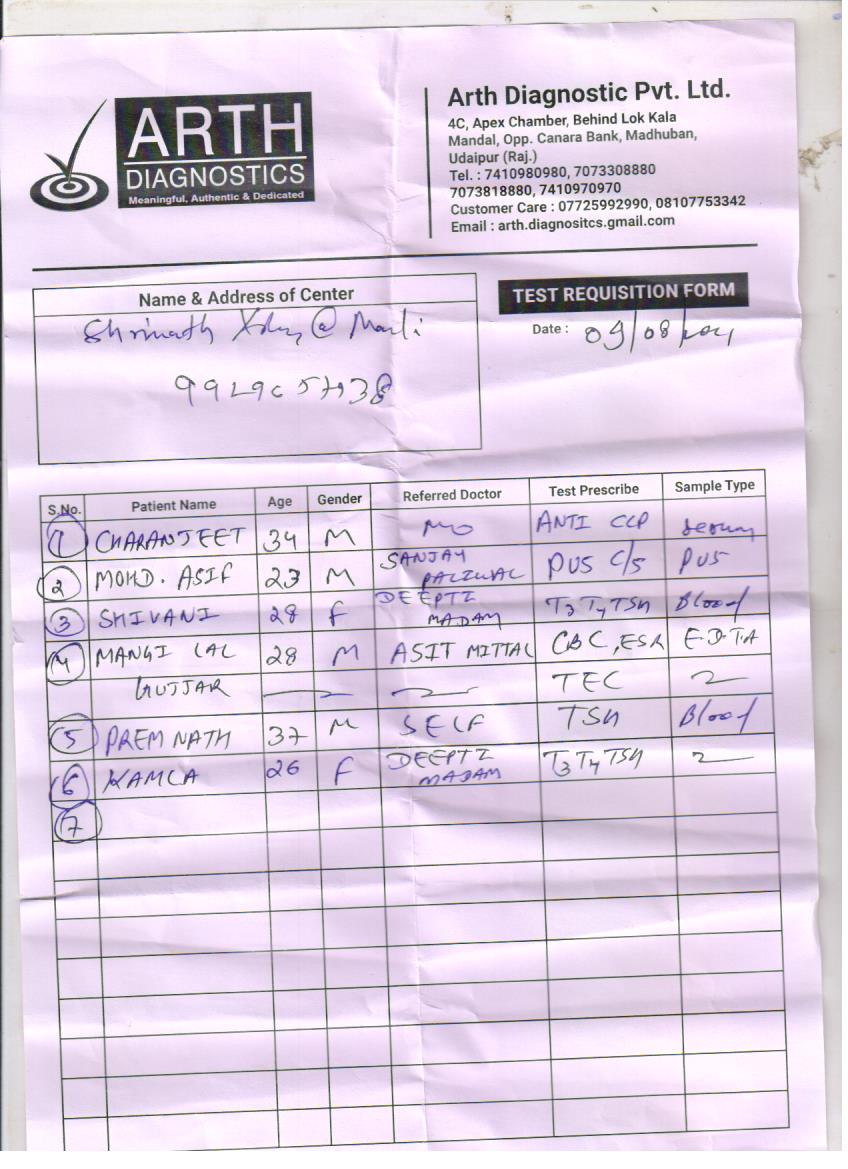 ARTH
DIAGNOSTICS
Meaningful, Authentic & Dedicated
Arth Diagnostic Pvt. Ltd.
4C, Apex Chamber, Behind Lok Kala
Mandal, Opp. Canara Bank, Madhuban,
Udaipur (Raj.)
Tel. : 7410980980, 7073308880
7073818880, 7410970970
Customer Care : 07725992990, 08107753342
Email : arth.diagnositcs.gmail.com
Name & Address of Center
TEST REQUISITION FORM
Shrinath @
Date : 09/08/
S.No. Patient Name Age Gender Referred Doctor Test Prescribe Sample Type
1 CHARANJEET 34 M MO ANTI CCP Serum
2 MOHD. ASIF 23 M SANJAY PALIWAL PUS C/S PUS
3 SHIVANI 28 F DEEPTI MADAM T3 T4 TSH Blood
4 MANGI LAL 28 M ASIT MITTAL CBC, ESR E-D-T-A
GUJJAR TEC
5 PREM NATH 37 M SELF TSH Blood
6 KAMLA 26 F DEEPTI MADAM T3 T4 TSH
7